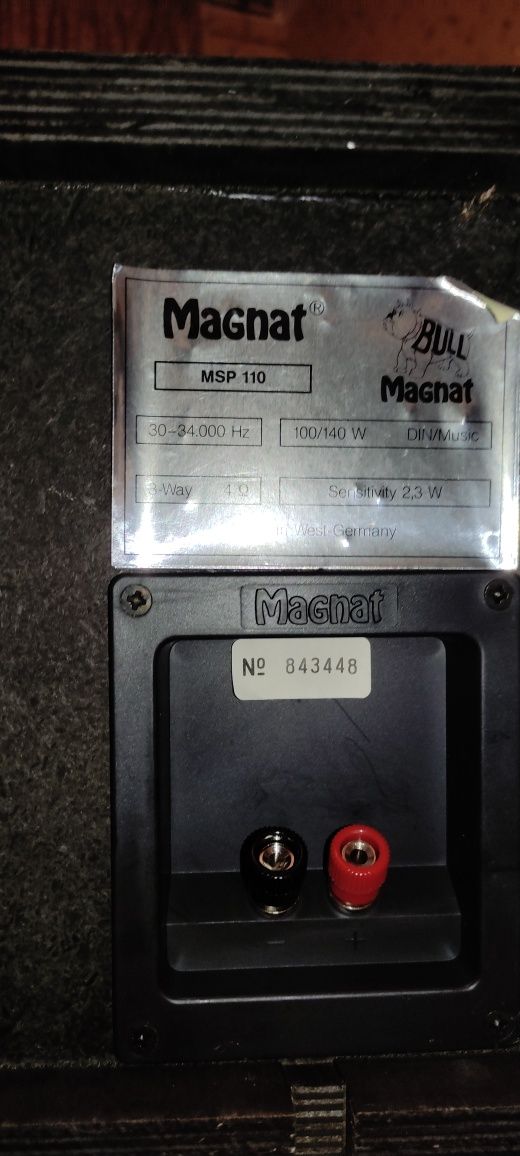 Magnat®
BULL
Magnat
MSP 110
30–34.000 Hz
100/140 W DIN/Music
3-Way 4 Ω
Sensitivity 2,3 W
in West-Germany
Magnat
Nº 843448
− +